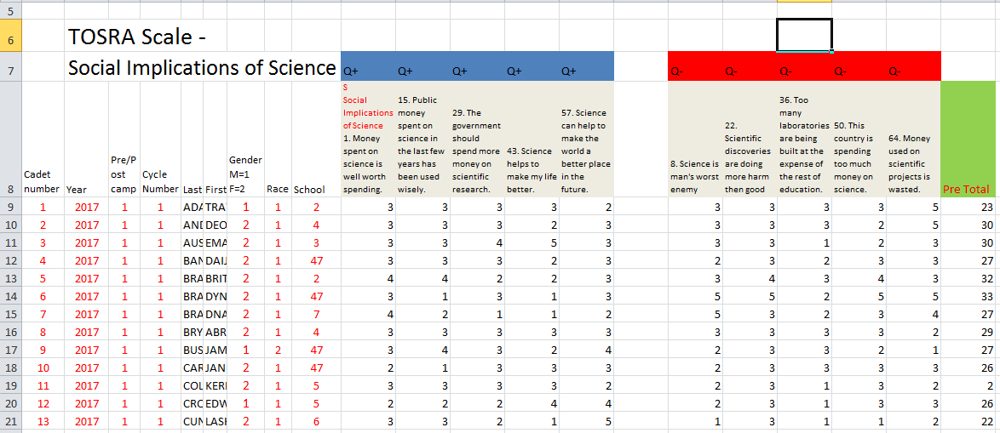 5
6 TOSRA Scale -
7 Social Implications of Science Q+ Q+ Q+ Q+ Q+ Q- Q- Q- Q- Q-
8
Cadet
number
Year
Pre/P
ost
camp
Cycle
Number
Last
First
Gender
M=1
F=2
Race
School
S
Social
Implications
of Science
1. Money
spent on
science is
well worth
spending.
15. Public
money
spent on
science in
the last few
years has
been used
wisely.
29. The
government
should
spend more
money on
scientific
research.
43. Science
helps to
make my life
better.
57. Science
can help to
make the
world a
better place
in the
future.
8. Science is
man's worst
enemy
22.
Scientific
discoveries
are doing
more harm
then good
36. Too
many
laboratories
are being
built at the
expense of
the rest of
education.
50. This
country is
spending
too much
money on
science.
64. Money
used on
scientific
projects is
wasted.
Pre Total
9 1 2017 1 1 ADA TRA 1 1 2 3 3 3 3 2 3 3 3 3 5 23
10 2 2017 1 1 DEO 2 1 4 3 3 3 2 3 3 3 3 2 5 30
11 3 2017 1 1 AUS EMA 2 1 3 3 3 4 5 3 3 3 1 2 3 30
12 4 2017 1 1 BAN DAI 2 1 47 3 3 3 2 3 2 3 2 3 3 27
13 5 2017 1 1 BRA BRIT 2 1 2 4 4 2 2 3 3 4 3 4 3 32
14 6 2017 1 1 BRA DYN 2 1 47 3 1 3 1 3 5 5 2 5 5 33
15 7 2017 1 1 BRA DNA 2 1 7 4 2 1 1 2 5 3 2 3 4 27
16 8 2017 1 1 BRY ABR 2 1 4 3 3 3 3 3 3 3 3 3 2 29
17 9 2017 1 1 BUS JAM 1 2 47 3 4 3 2 4 2 3 3 2 1 27
18 10 2017 1 1 CAR JAN 2 1 47 2 1 3 3 3 2 3 3 3 3 26
19 11 2017 1 1 COL KER 2 1 5 3 3 3 3 2 2 3 1 3 2 2
20 12 2017 1 1 CRC EDW 1 1 5 2 2 2 4 4 2 3 1 3 3 26
21 13 2017 1 1 CUN LAS 2 1 6 3 3 2 1 5 1 3 1 1 2 22